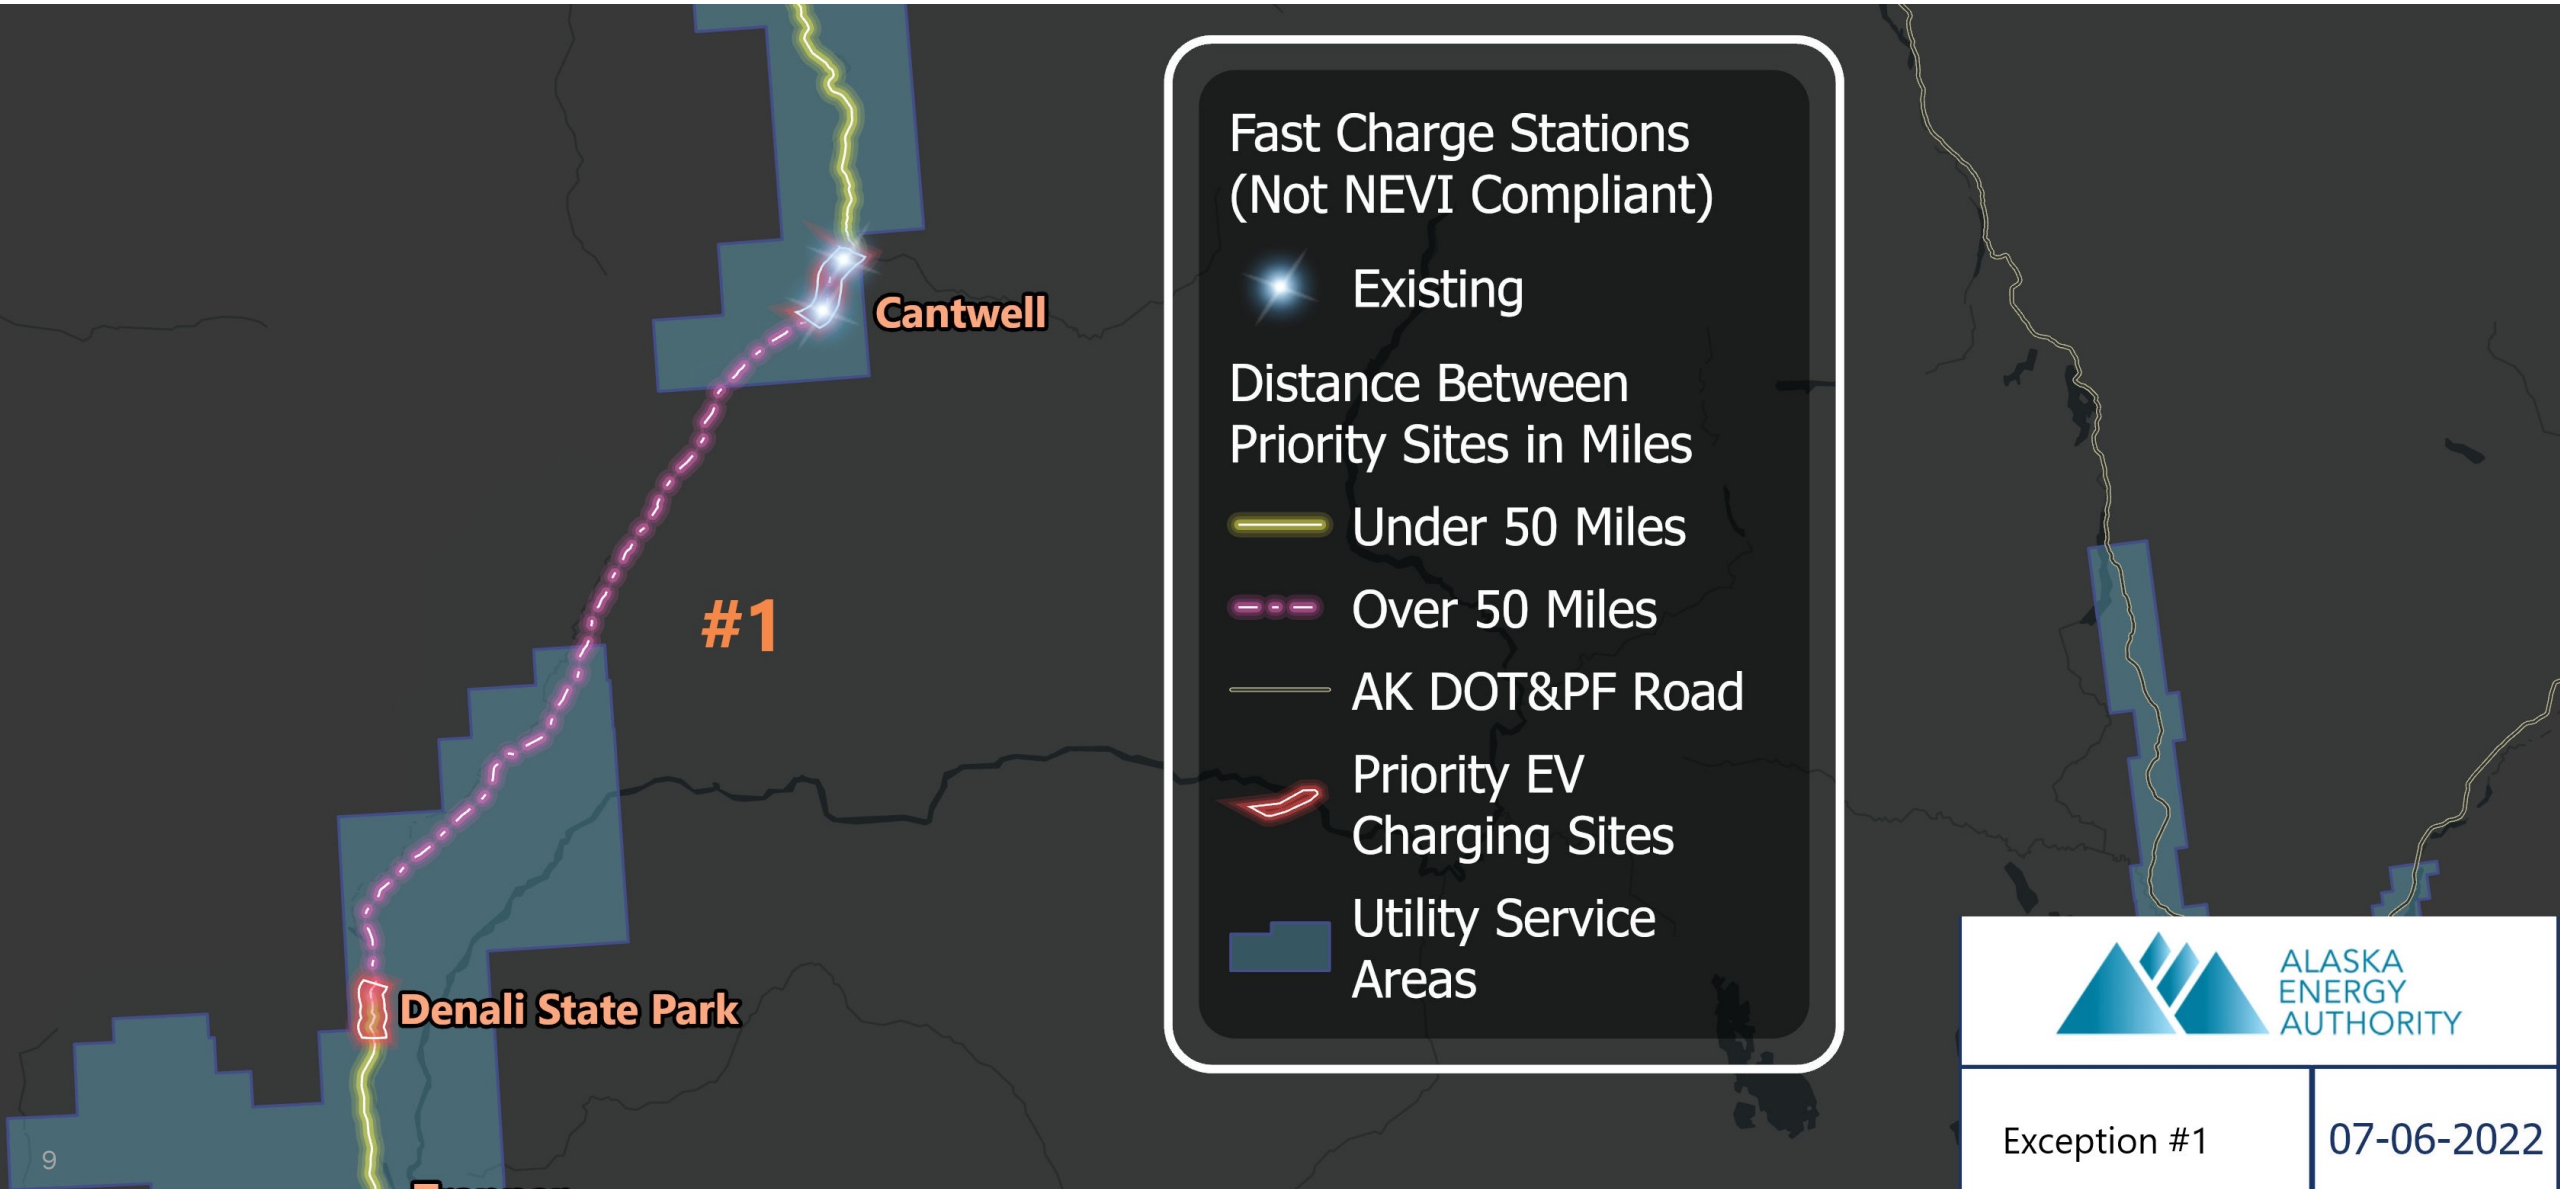 Fast Charge Stations
(Not NEVI Compliant)
Existing
Distance Between
Priority Sites in Miles
Under 50 Miles
Over 50 Miles
AK DOT&PF Road
Priority EV
Charging Sites
Utility Service
Areas
Cantwell
#1
Denali State Park
9
ALASKA
ENERGY
AUTHORITY
Exception #1
07-06-2022